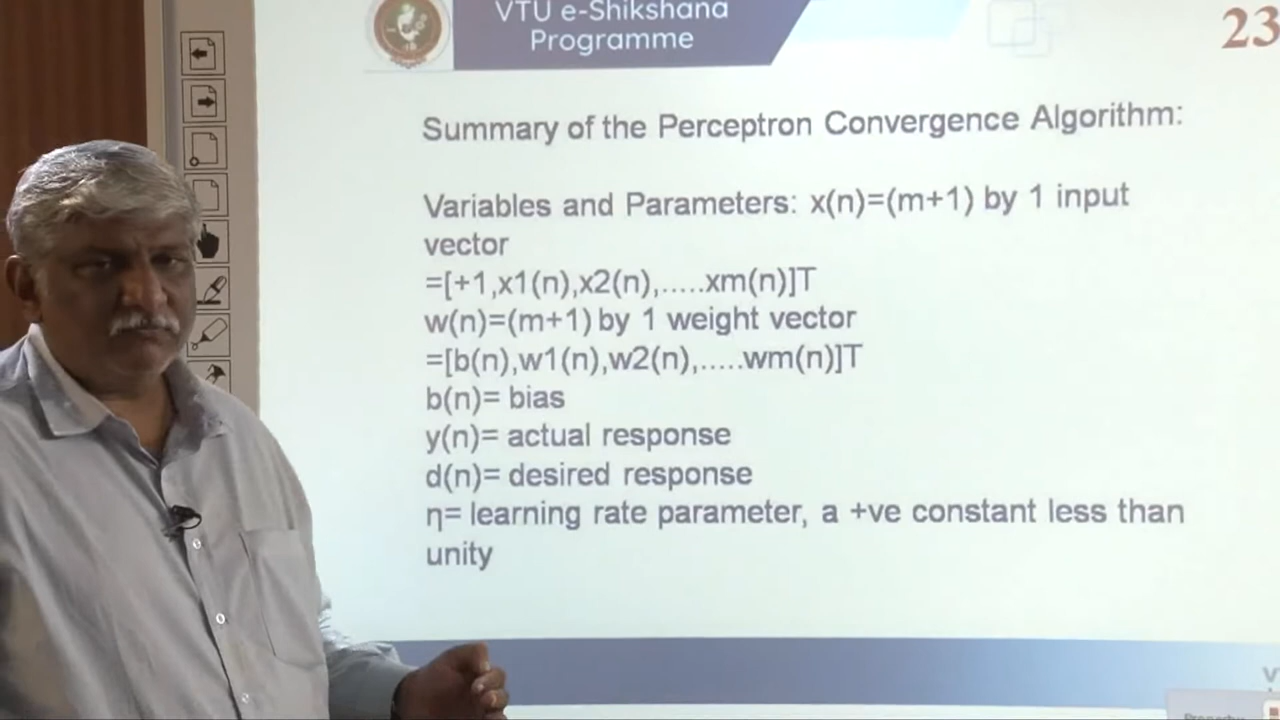 VTU e-Shikshana
Programme
23
Summary of the Perceptron Convergence Algorithm:
Variables and Parameters: x(n)=(m+1) by 1 input
vector
=[+1,x1(n),x2(n),.....xm(n)]T
w(n)=(m+1) by 1 weight vector
=[b(n),w1(n),w2(n),.....wm(n)]T
b(n)= bias
y(n)= actual response
d(n)= desired response
η= learning rate parameter, a +ve constant less than
unity